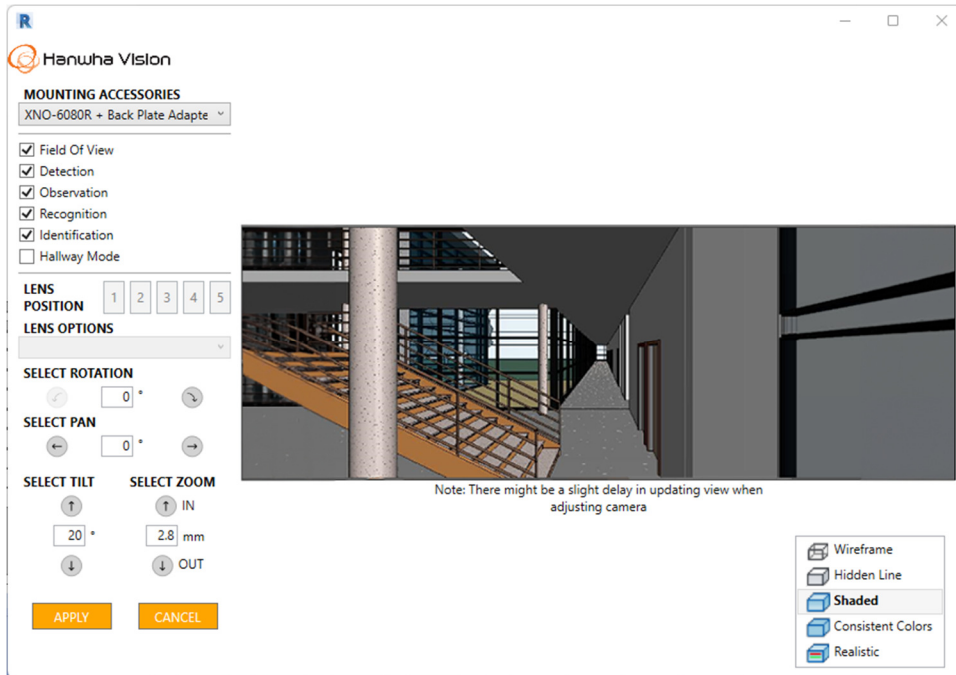 R
Hanwha Vision
MOUNTING ACCESSORIES
XNO-6080R + Back Plate Adapte
Field Of View
Detection
Observation
Recognition
Identification
Hallway Mode
LENS
POSITION
1 2 3 4 5
LENS OPTIONS
SELECT ROTATION
0 °
SELECT PAN
0 °
SELECT TILT
20 °
SELECT ZOOM
IN
2.8 mm
OUT
APPLY
CANCEL
Note: There might be a slight delay in updating view when
adjusting camera
Wireframe
Hidden Line
Shaded
Consistent Colors
Realistic